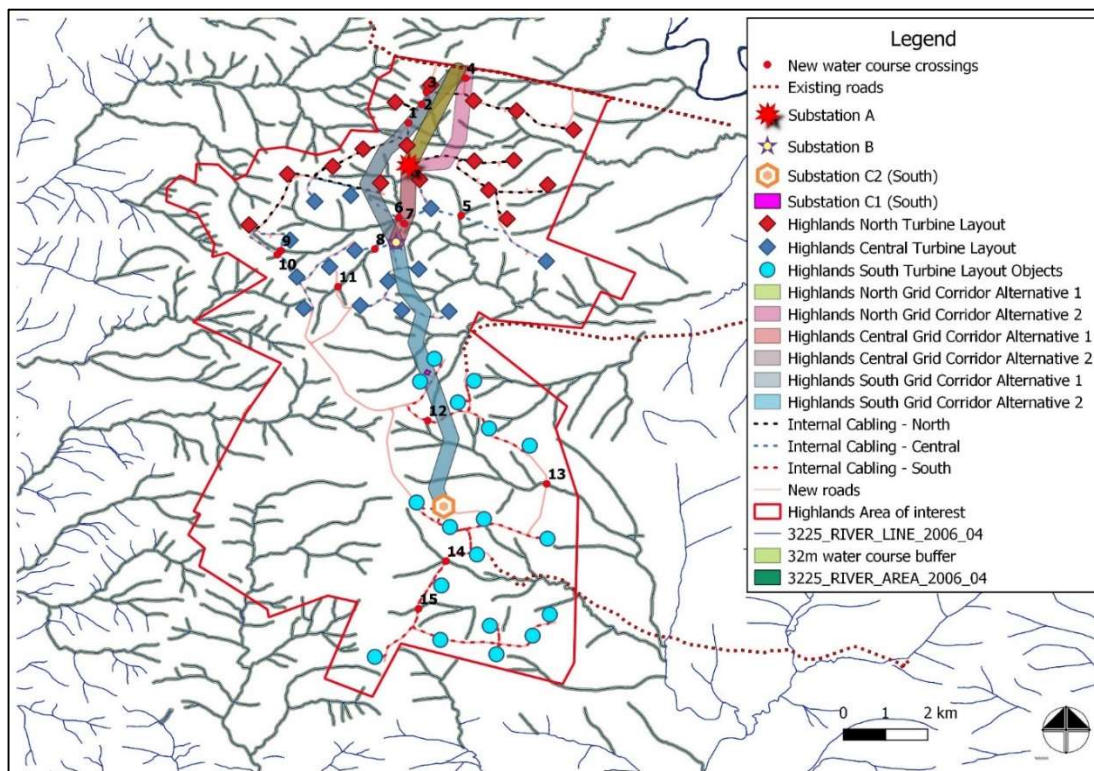 Legend
New water course crossings
Existing roads
Substation A
Substation B
Substation C2 (South)
Substation C1 (South)
Highlands North Turbine Layout
Highlands Central Turbine Layout
Highlands South Turbine Layout Objects
Highlands North Grid Corridor Alternative 1
Highlands North Grid Corridor Alternative 2
Highlands Central Grid Corridor Alternative 1
Highlands Central Grid Corridor Alternative 2
Highlands South Grid Corridor Alternative 1
Highlands South Grid Corridor Alternative 2
Internal Cabling - North
Internal Cabling - Central
Internal Cabling - South
New roads
Highlands Area of interest
3225_RIVER_LINE_2006_04
32m water course buffer
3225_RIVER_AREA_2006_04
4
3
2
1
5
6
7
8
9
10
11
12
13
14
15
0 1 2 km